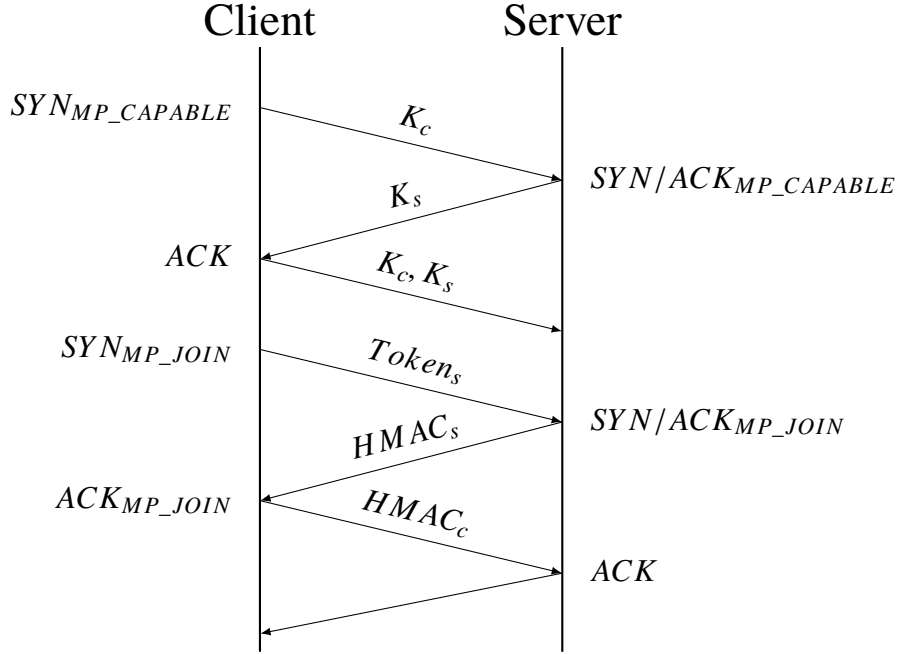 Client Server
SYN_MP_CAPABLE
K_c
SYN/ACK_MP_CAPABLE
K_s
ACK
K_c, K_s
SYN_MP_JOIN
Token_s
SYN/ACK_MP_JOIN
HMAC_s
ACK_MP_JOIN
HMAC_c
ACK